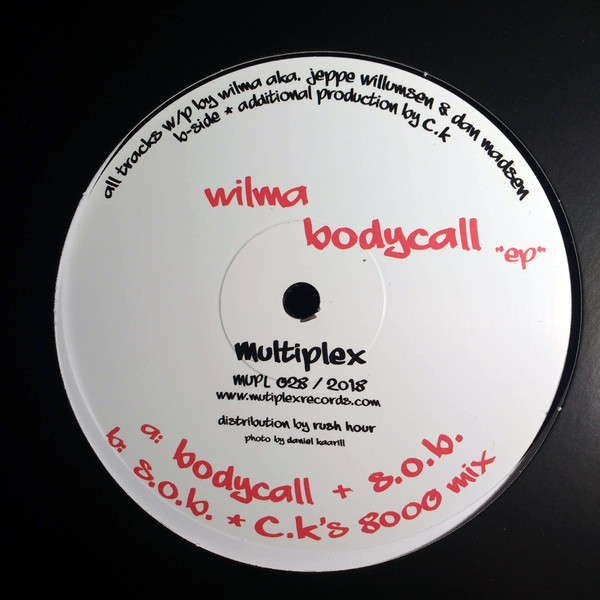 all tracks w/p by wilma aka. jeppe willumsen & dan madsen
b-side * additional production by C.k
wilma
bodycall "ep"
multiplex
MUPL 028 / 2018
www.mutiplexrecords.com
distribution by rush hour
photo by daniel kaarill
a: bodycall + s.o.b.
b: s.o.b. * C.k's 8000 mix